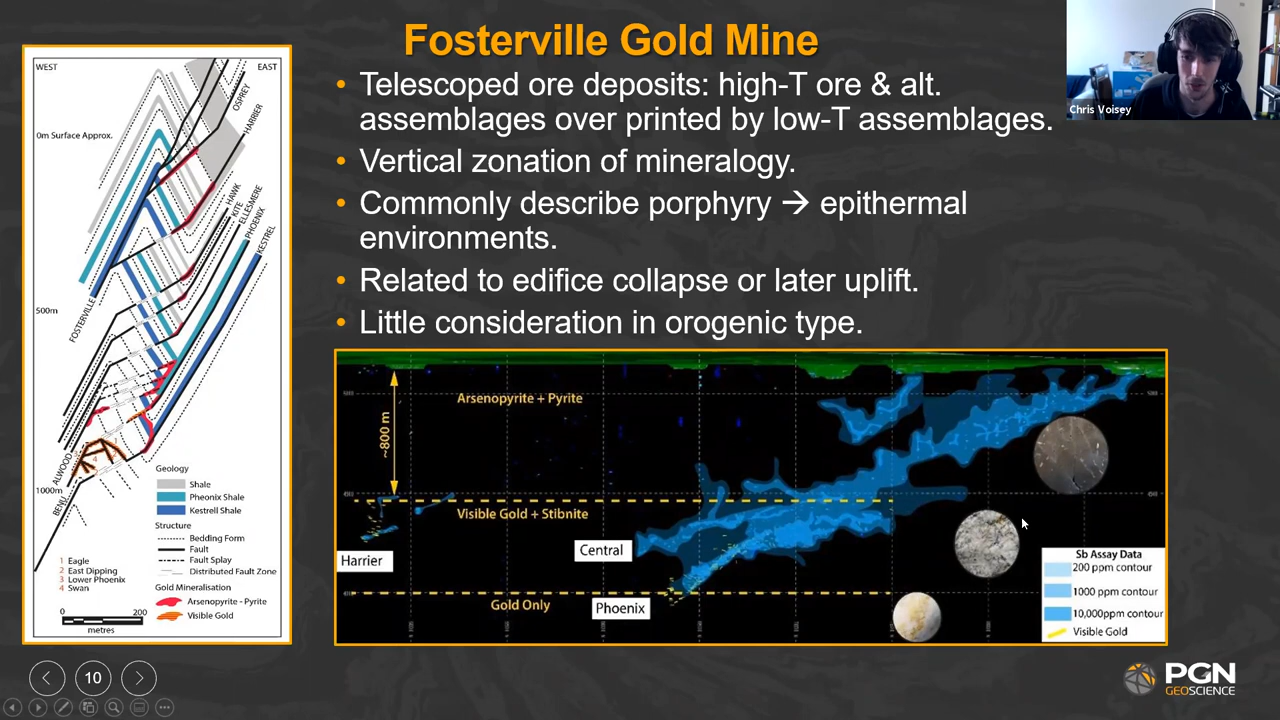 Fosterville Gold Mine
Chris Voisey
• Telescoped ore deposits: high-T ore & alt.
assemblages over printed by low-T assemblages.
• Vertical zonation of mineralogy.
• Commonly describe porphyry → epithermal
environments.
• Related to edifice collapse or later uplift.
• Little consideration in orogenic type.
WEST
EAST
OSPREY
HARRIER
0m Surface Approx.
HAWK
KITE
ELLESMERE
PHOENIX
KESTREL
FOSTERVILLE
500m
ALWOOD
1000m
Geology
Shale
Pheonix Shale
Kestrell Shale
Structure
Bedding Form
Fault
Fault Splay
Distributed Fault Zone
1 Eagle
2 East Dipping
3 Lower Phoenix
4 Swan
Gold Mineralisation
Arsenopyrite - Pyrite
Visible Gold
0 200
metres
Arsenopyrite + Pyrite
~800 m
Visible Gold + Stibnite
Harrier
Central
Gold Only
Phoenix
Sb Assay Data
200 ppm contour
1000 ppm contour
10,000ppm contour
Visible Gold
10
PGN
GEOSCIENCE